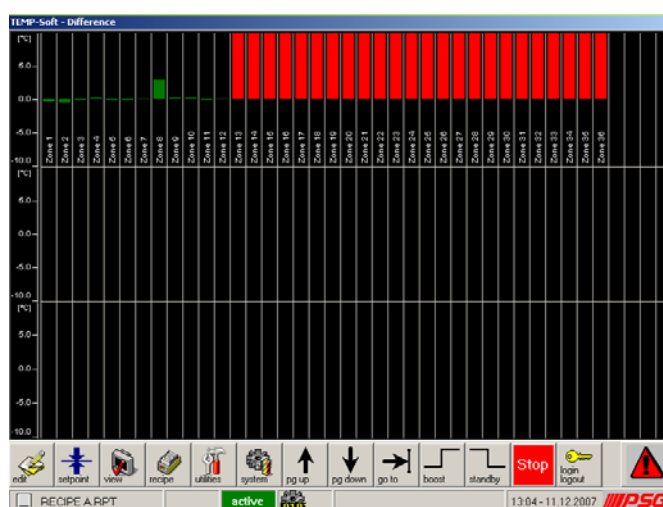 TEMP-Soft - Difference
[°C]
5.0
0.0
-5.0
-10.0
Zone 1
Zone 2
Zone 3
Zone 4
Zone 5
Zone 6
Zone 7
Zone 8
Zone 9
Zone 10
Zone 11
Zone 12
Zone 13
Zone 14
Zone 15
Zone 16
Zone 17
Zone 18
Zone 19
Zone 20
Zone 21
Zone 22
Zone 23
Zone 24
Zone 25
Zone 26
Zone 27
Zone 28
Zone 29
Zone 30
Zone 31
Zone 32
Zone 33
Zone 34
Zone 35
Zone 36
[°C]
5.0
0.0
-5.0
-10.0
[°C]
5.0
0.0
-5.0
-10.0
edit setpoint view recipe utilities system pg up pg down go to boost standby Stop login
logout
RECIPE A.RPT active 13:04 - 11.12.2007 PSG